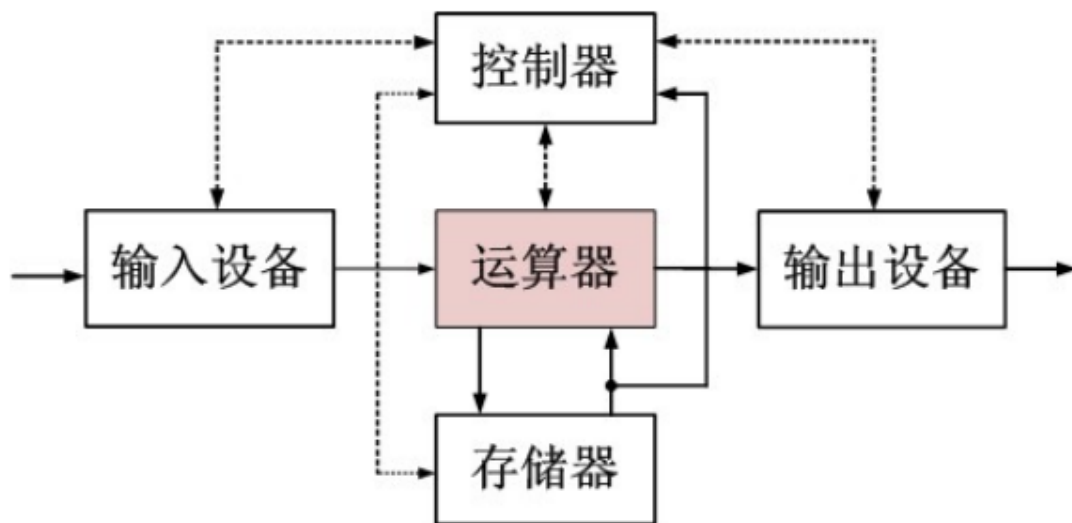 控制器
输入设备
运算器
输出设备
存储器